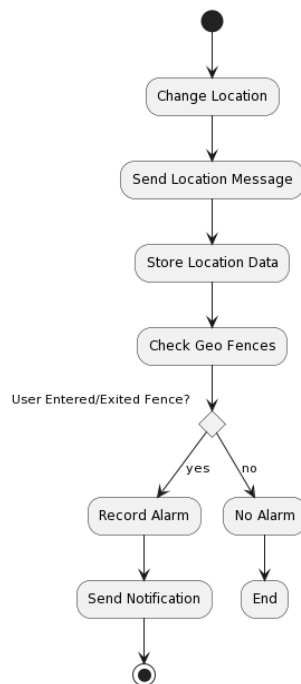 Change Location
Send Location Message
Store Location Data
Check Geo Fences
User Entered/Exited Fence?
yes
no
Record Alarm
No Alarm
Send Notification
End